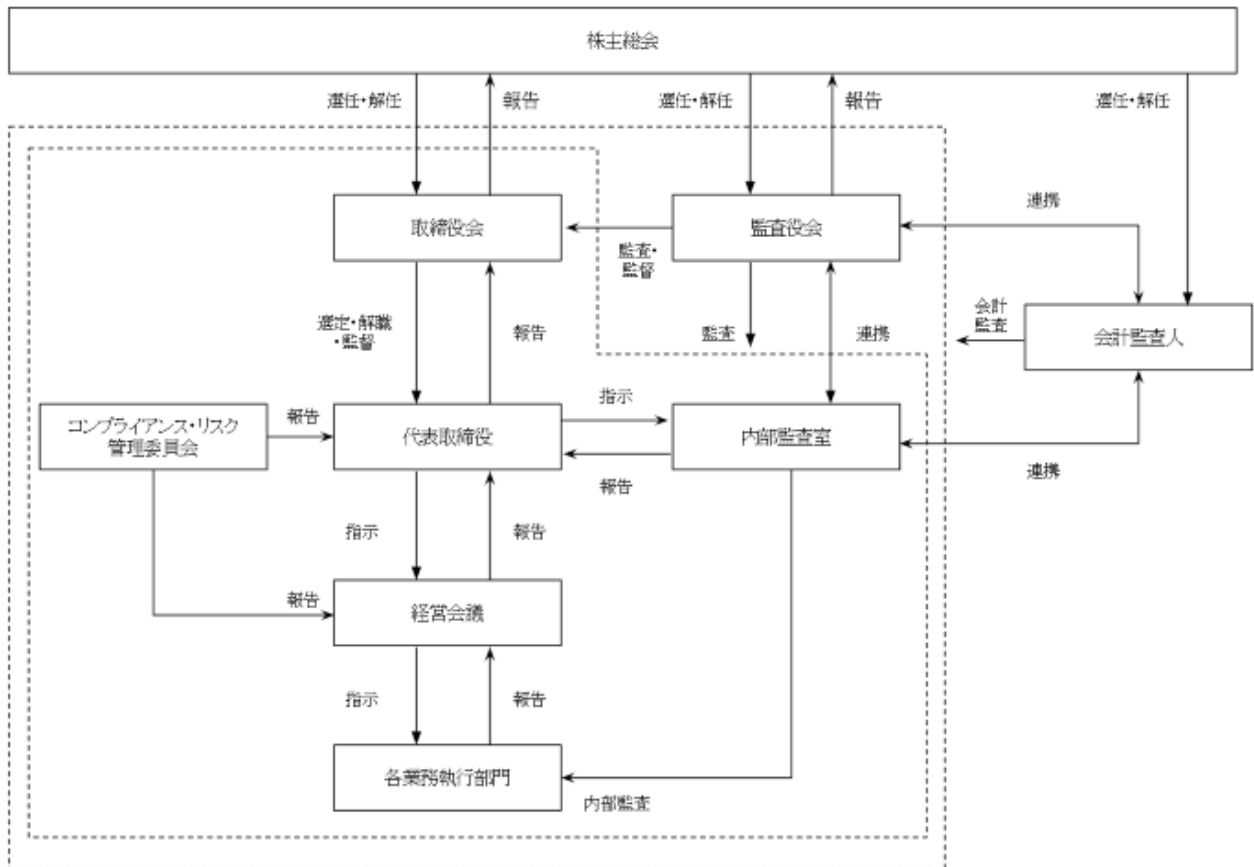 株主総会
選任・解任
報告
選任・解任
報告
選任・解任
取締役会
監査役会
連携
監査・
監督
選定・解職
・監督
報告
監査
連携
会計
監査
会計監査人
コンプライアンス・リスク
管理委員会
報告
代表取締役
指示
報告
内部監査室
連携
指示
報告
報告
経営会議
指示
報告
各業務執行部門
内部監査